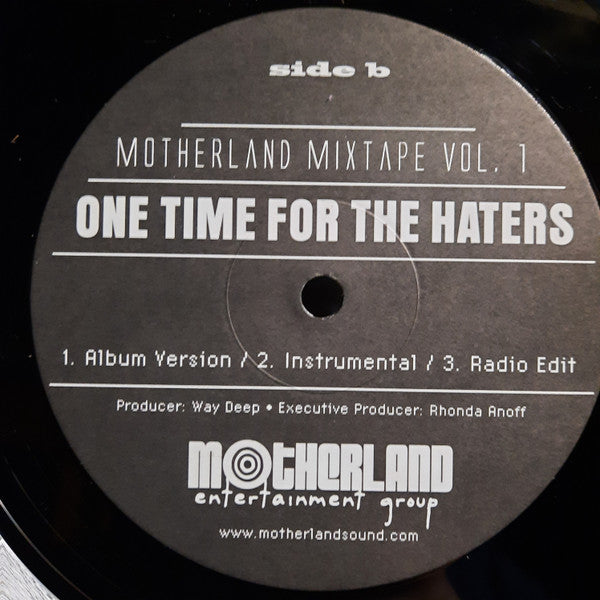 side b
MOTHERLAND MIXTAPE VOL. 1
ONE TIME FOR THE HATERS
1. Album Version / 2. Instrumental / 3. Radio Edit
Producer: Way Deep • Executive Producer: Rhonda Anoff
MOTHERLAND
entertainment group
www.motherlandsound.com